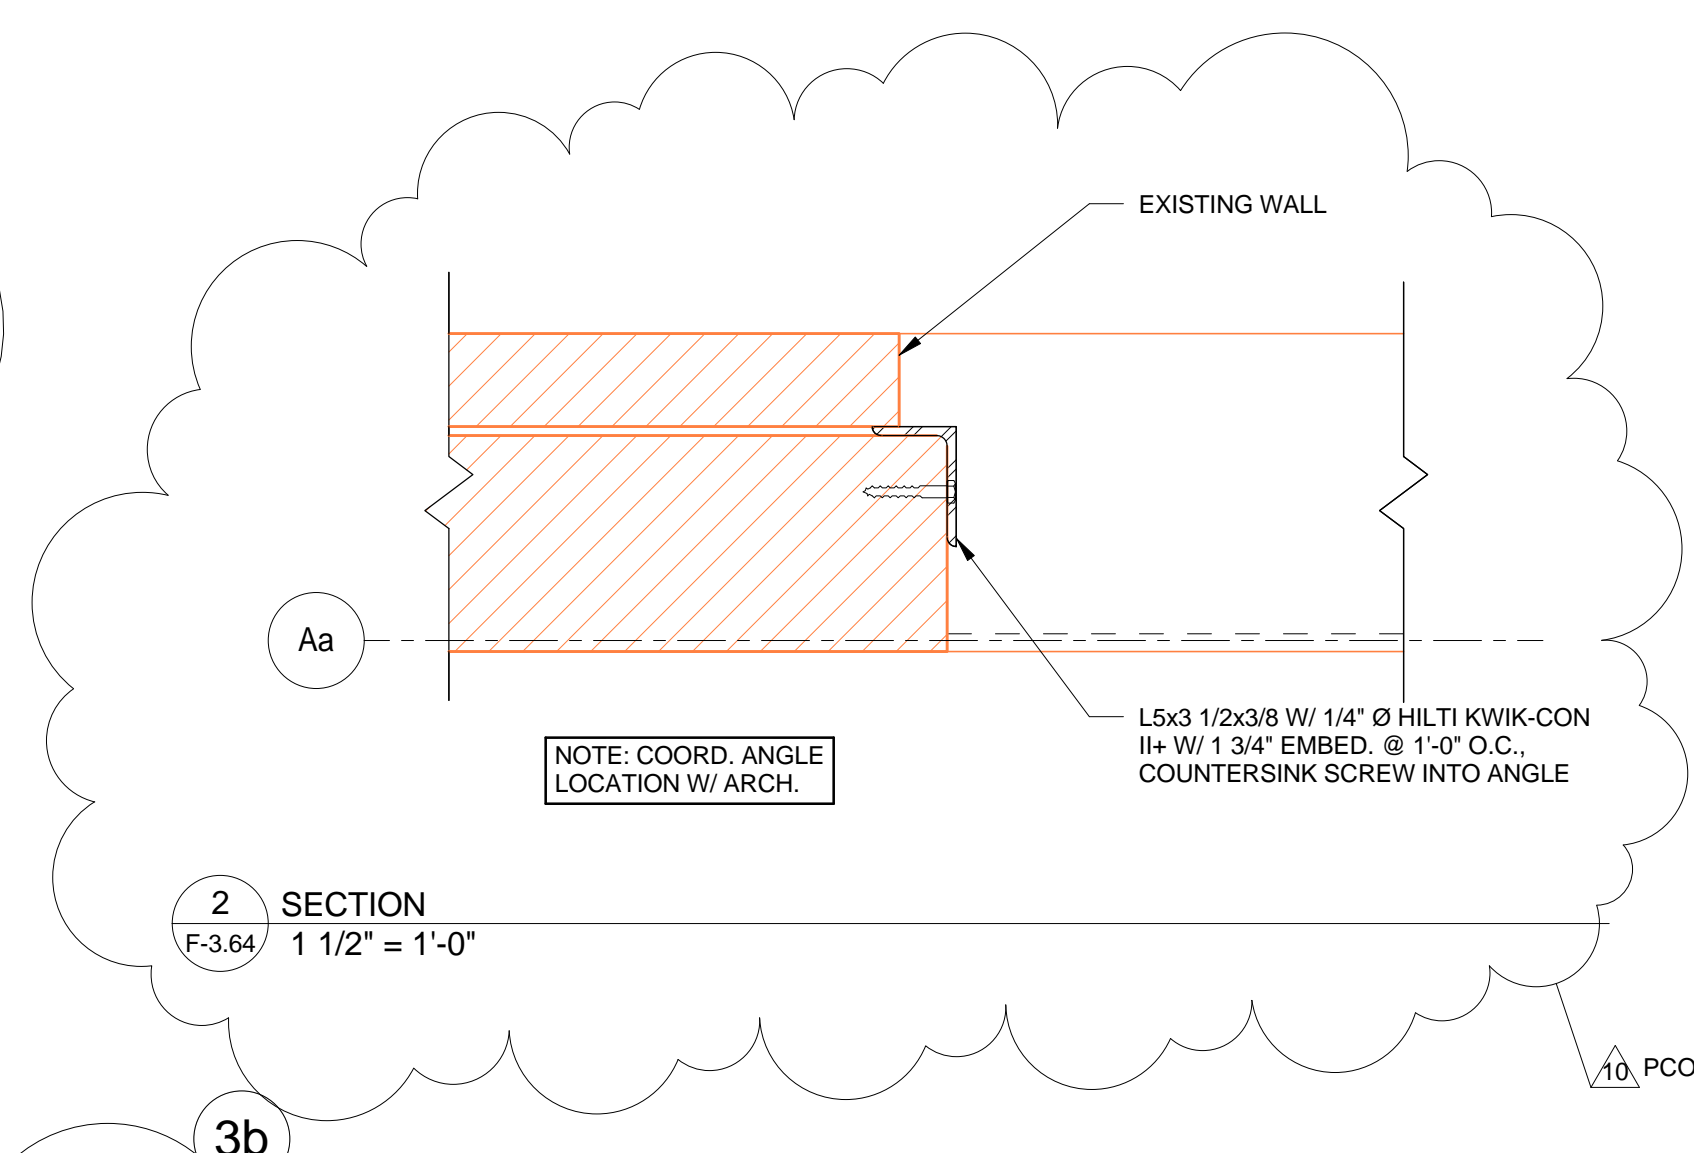 EXISTING WALL
Aa
L5x3 1/2x3/8 W/ 1/4" Ø HILTI KWIK-CON
II+ W/ 1 3/4" EMBED. @ 1'-0" O.C.,
COUNTERSINK SCREW INTO ANGLE
NOTE: COORD. ANGLE
LOCATION W/ ARCH.
2 SECTION
F-3.64 1 1/2" = 1'-0"
10 PCO
3b